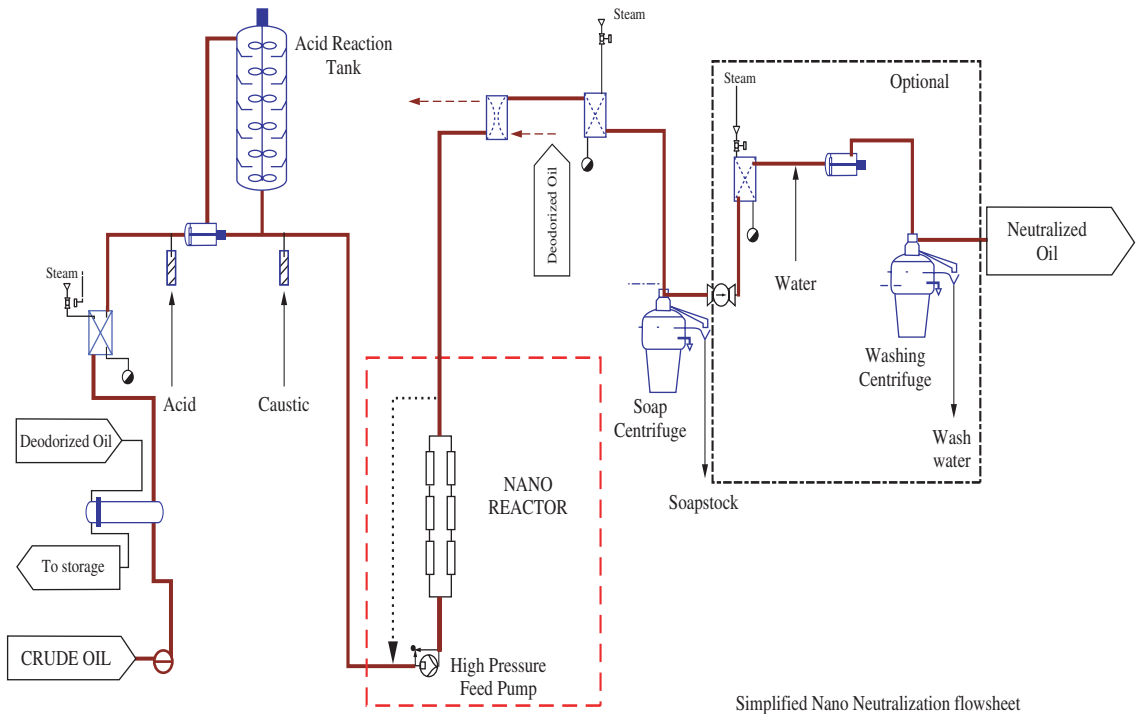 Acid Reaction
Tank
Steam
Steam
Optional
Deodorized Oil
Neutralized
Oil
Water
Steam
Washing
Centrifuge
Acid
Caustic
Soap
Centrifuge
Wash
water
Deodorized Oil
NANO
REACTOR
Soapstock
To storage
CRUDE OIL
High Pressure
Feed Pump
Simplified Nano Neutralization flowsheet